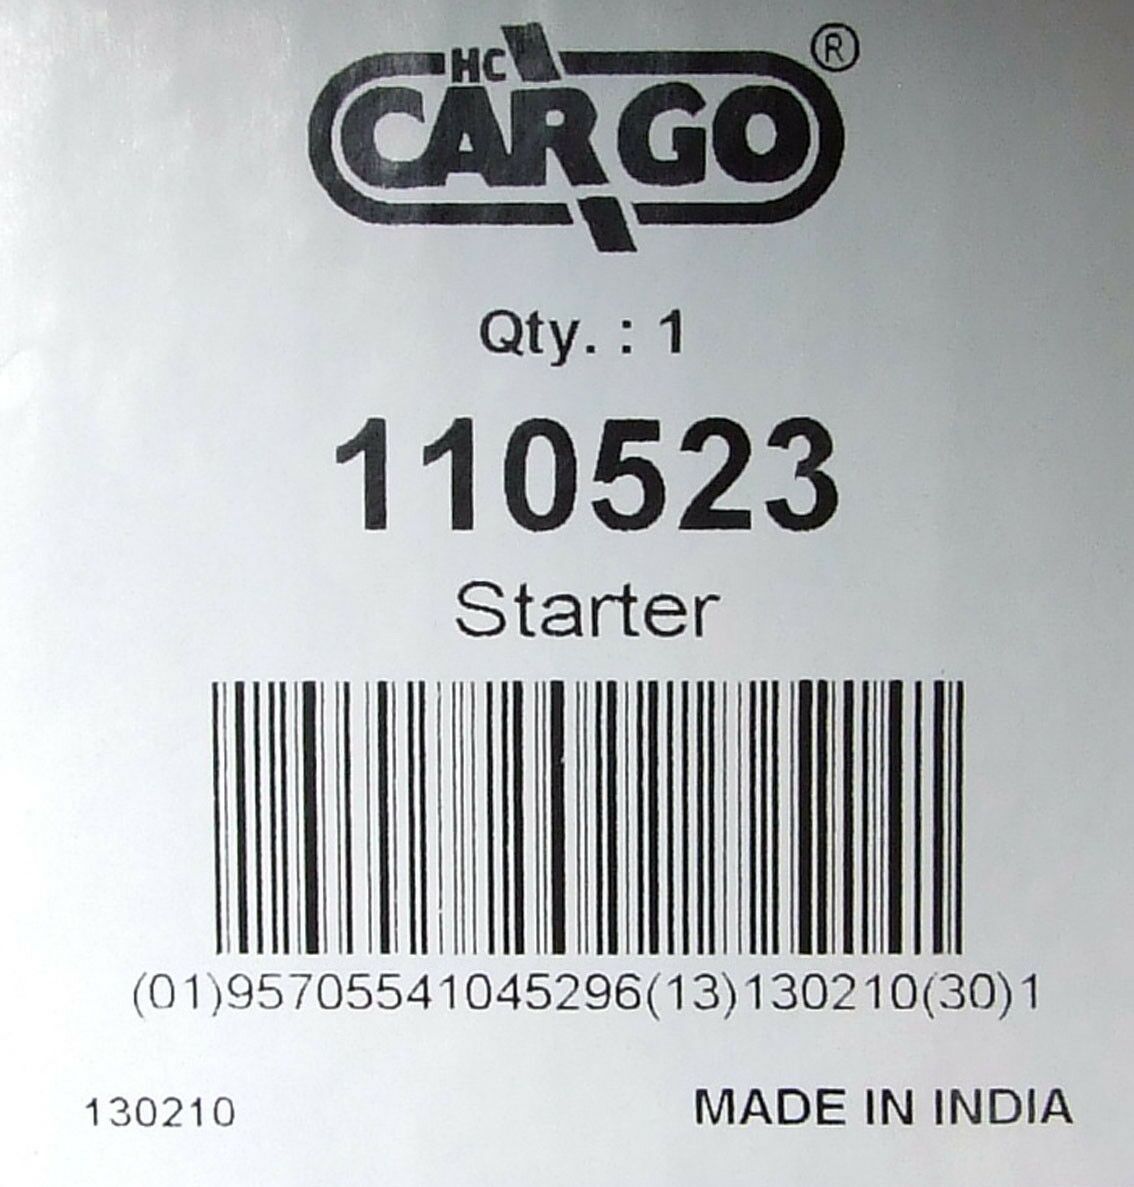 HC
CARGO ®
Qty. : 1
110523
Starter
(01)95705541045296(13)130210(30)1
130210
MADE IN INDIA